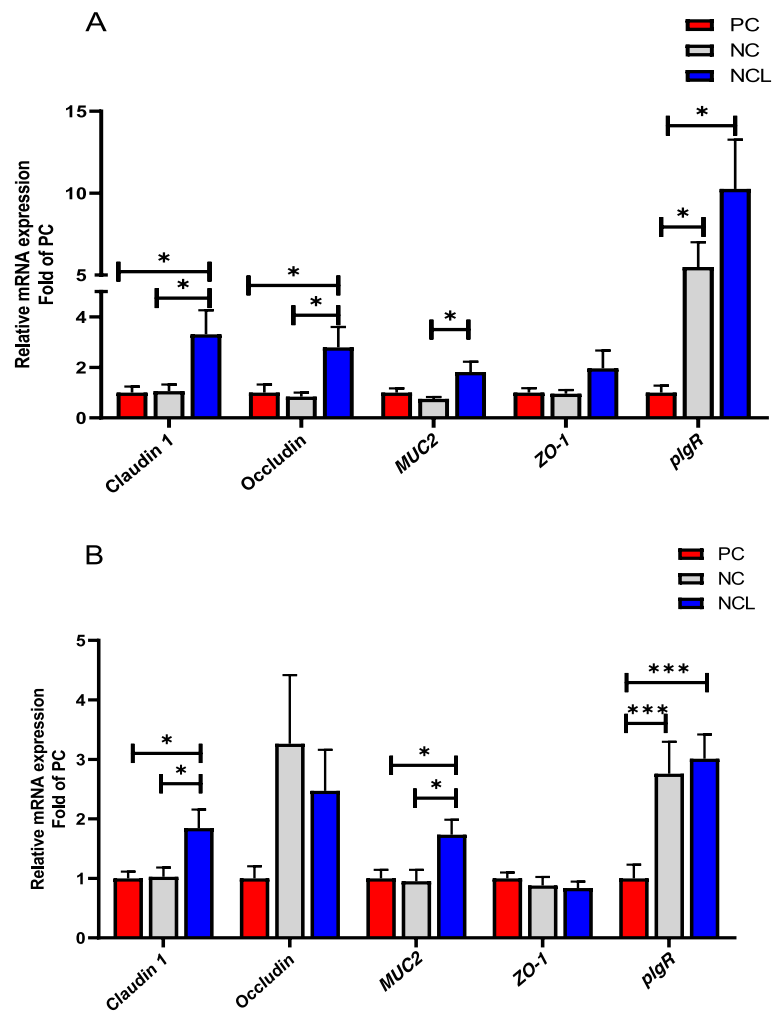 A
PC
NC
NCL
Relative mRNA expression
Fold of PC
15
10
5
4
2
0
*
*
*
*
*
*
*
Claudin 1
Occludin
MUC2
ZO-1
pIgR
B
PC
NC
NCL
Relative mRNA expression
Fold of PC
5
4
3
2
1
0
*
*
*
*
***
***
Claudin 1
Occludin
MUC2
ZO-1
pIgR